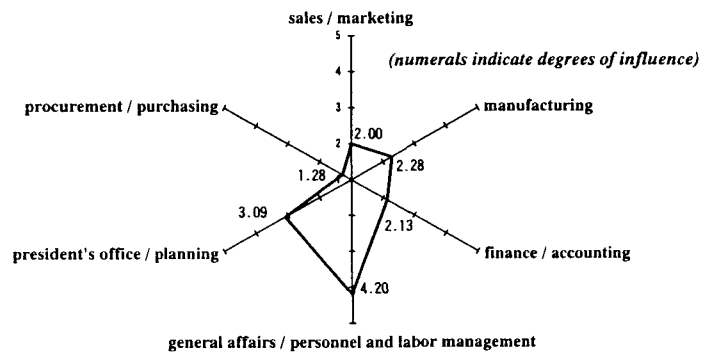 sales / marketing
5
4
(numerals indicate degrees of influence)
3
procurement / purchasing
manufacturing
2
2.00
2.28
1.28
3.09
2.13
president's office / planning
finance / accounting
4.20
general affairs / personnel and labor management